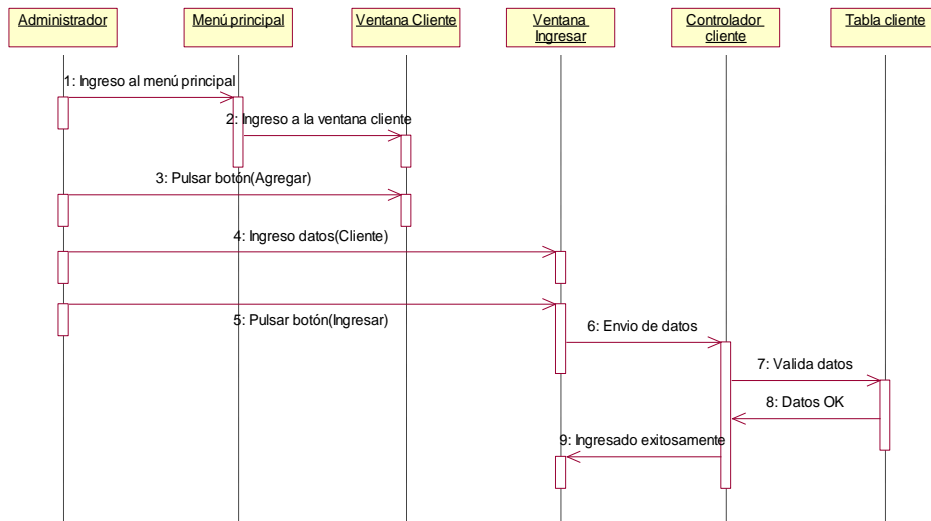 Administrador
Menú principal
Ventana Cliente
Ventana
Ingresar
Controlador
cliente
Tabla cliente
1: Ingreso al menú principal
2: Ingreso a la ventana cliente
3: Pulsar botón(Agregar)
4: Ingreso datos(Cliente)
5: Pulsar botón(Ingresar)
6: Envio de datos
7: Valida datos
8: Datos OK
9: Ingresado exitosamente